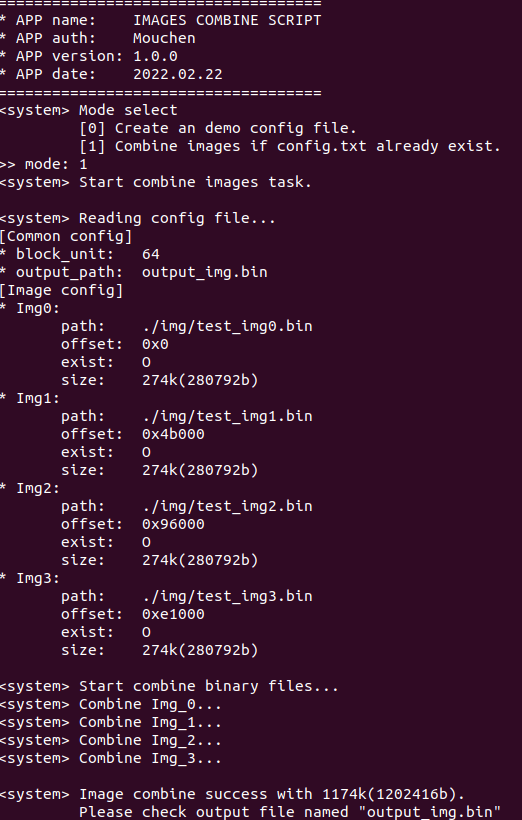 ===================================
* APP name:    IMAGES COMBINE SCRIPT
* APP auth:    Mouchen
* APP version: 1.0.0
* APP date:    2022.02.22
===================================
<system> Mode select
         [0] Create an demo config file.
         [1] Combine images if config.txt already exist.
>> mode: 1
<system> Start combine images task.

<system> Reading config file...
[Common config]
* block_unit:   64
* output_path:  output_img.bin
[Image config]
* Img0:
       path:    ./img/test_img0.bin
       offset:  0x0
       exist:   O
       size:    274k(280792b)
* Img1:
       path:    ./img/test_img1.bin
       offset:  0x4b000
       exist:   O
       size:    274k(280792b)
* Img2:
       path:    ./img/test_img2.bin
       offset:  0x96000
       exist:   O
       size:    274k(280792b)
* Img3:
       path:    ./img/test_img3.bin
       offset:  0xe1000
       exist:   O
       size:    274k(280792b)

<system> Start combine binary files...
<system> Combine Img_0...
<system> Combine Img_1...
<system> Combine Img_2...
<system> Combine Img_3...

<system> Image combine success with 1174k(1202416b).
         Please check output file named "output_img.bin"